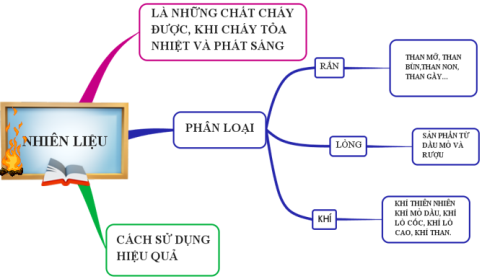 NHIÊN LIỆU
LÀ NHỮNG CHẤT CHÁY
ĐƯỢC, KHI CHÁY TỎA
NHIỆT VÀ PHÁT SÁNG
PHÂN LOẠI
RẮN
THAN MỠ, THAN
BÙN,THAN NON,
THAN GẦY...
LỎNG
SẢN PHẨN TỪ
DẦU MỎ VÀ
RƯỢU
KHÍ
KHÍ THIÊN NHIÊN
KHÍ MỎ DẦU, KHÍ
LÒ CỐC, KHÍ LÒ
CAO, KHÍ THAN.
CÁCH SỬ DỤNG
HIỆU QUẢ